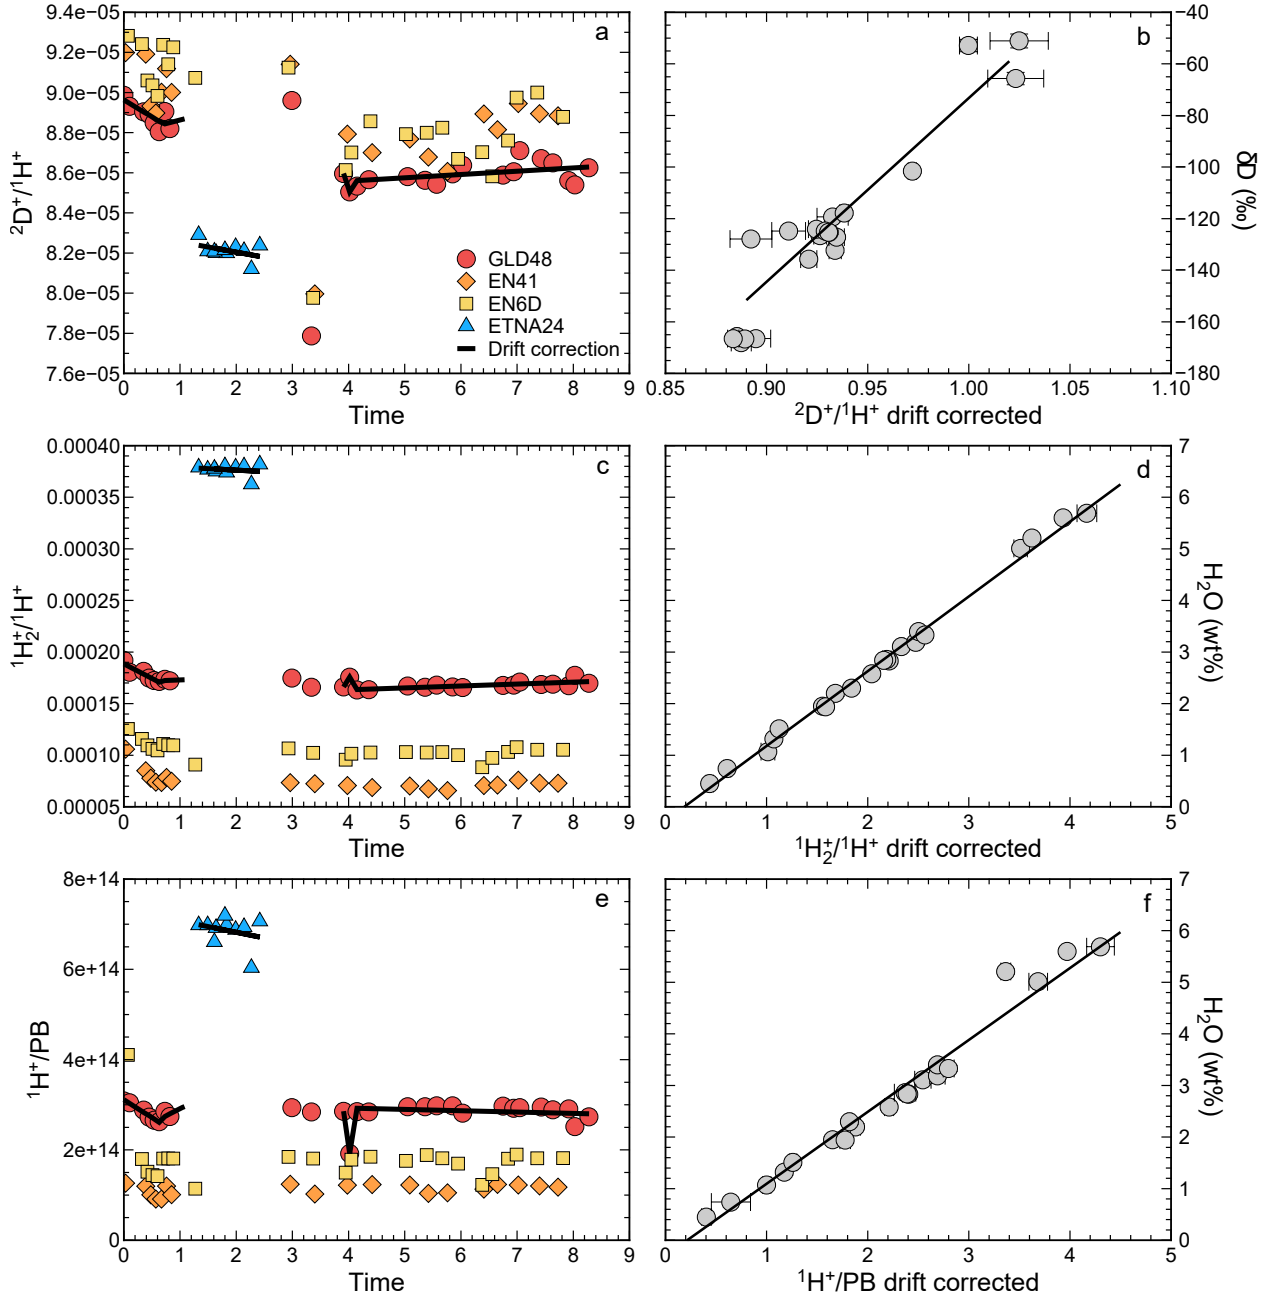 a
9.4e−05
9.2e−05
9.0e−05
8.8e−05
8.6e−05
8.4e−05
8.2e−05
8.0e−05
7.8e−05
7.6e−05
²D⁺/¹H⁺
GLD48
EN41
EN6D
ETNA24
Drift correction
0 1 2 3 4 5 6 7 8 9
Time
b
−40
−60
−80
−100
−120
−140
−160
−180
δD (‰)
0.85 0.90 0.95 1.00 1.05 1.10
²D⁺/¹H⁺ drift corrected
c
0.00040
0.00035
0.00030
0.00025
0.00020
0.00015
0.00010
0.00005
¹H₂⁺/¹H⁺
0 1 2 3 4 5 6 7 8 9
Time
d
7
6
5
4
3
2
1
0
H₂O (wt%)
0 1 2 3 4 5
¹H₂⁺/¹H⁺ drift corrected
e
8e+14
6e+14
4e+14
2e+14
0
¹H⁺/PB
0 1 2 3 4 5 6 7 8 9
Time
f
7
6
5
4
3
2
1
0
H₂O (wt%)
0 1 2 3 4 5
¹H⁺/PB drift corrected